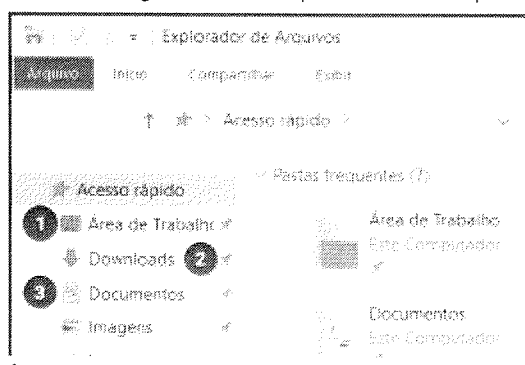 Explorador de Arquivos
Arquivo Início Compartilhar Exibir
Acesso rápido
Acesso rápido
Pastas frequentes (7)
1 Área de Trabalho
Downloads 2
3 Documentos
Imagens
Área de Trabalho
Este Computador
Documentos
Este Computador